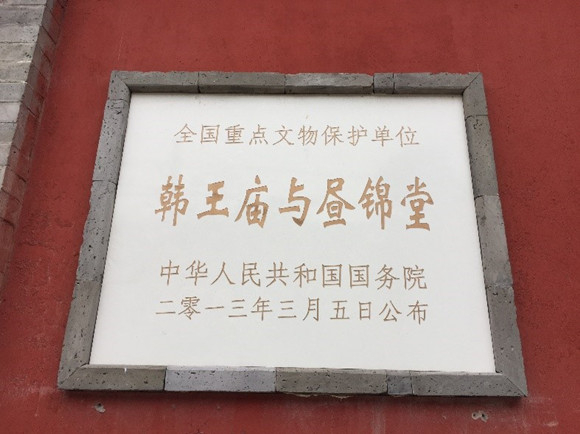 全国重点文物保护单位
韩王庙与昼锦堂
中华人民共和国国务院
二零一三年三月五日公布